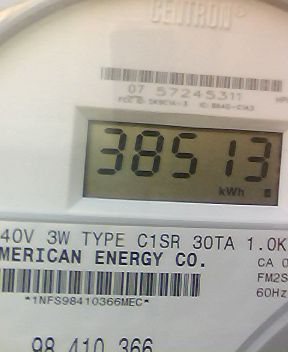 CENTRON®
07 57245311
38513
kWh
40V 3W TYPE C1SR 30TA 1.0K
MERICAN ENERGY CO.
CA 0
FM2S
60Hz
*1NFS98410366MEC*
98 410 366